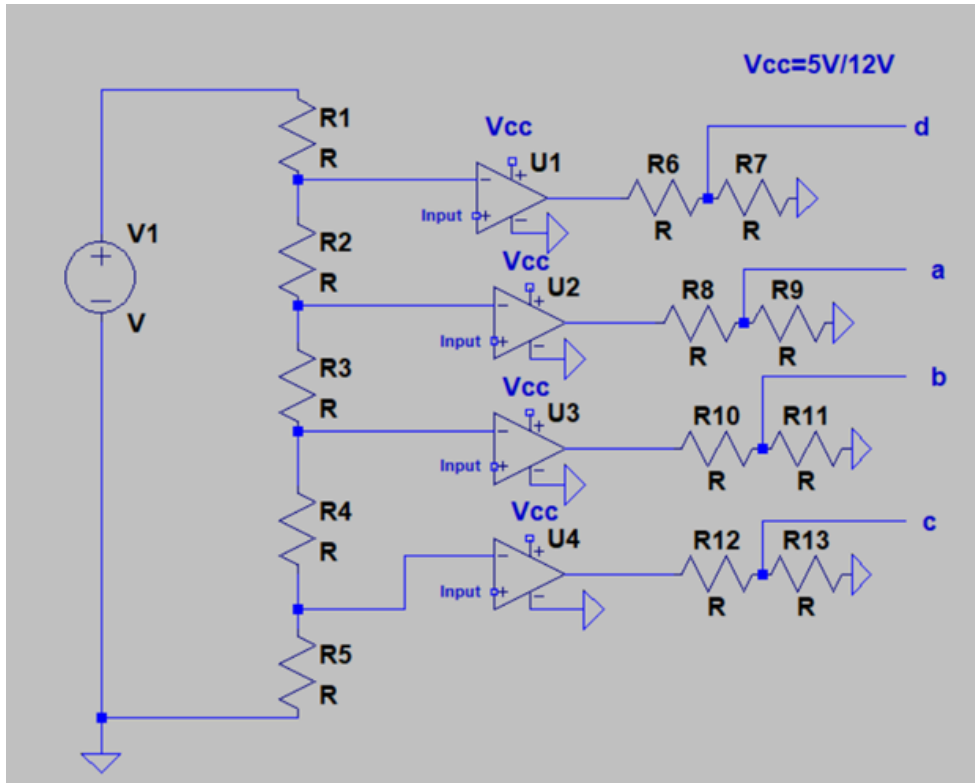 Vcc=5V/12V
R1
R
Vcc
U1
d
R6
R7
Input
R
R
V1
V
R2
R
Vcc
U2
a
R8
R9
Input
R
R
R3
R
Vcc
U3
b
R10
R11
Input
R
R
R4
R
Vcc
U4
c
R12
R13
Input
R
R
R5
R